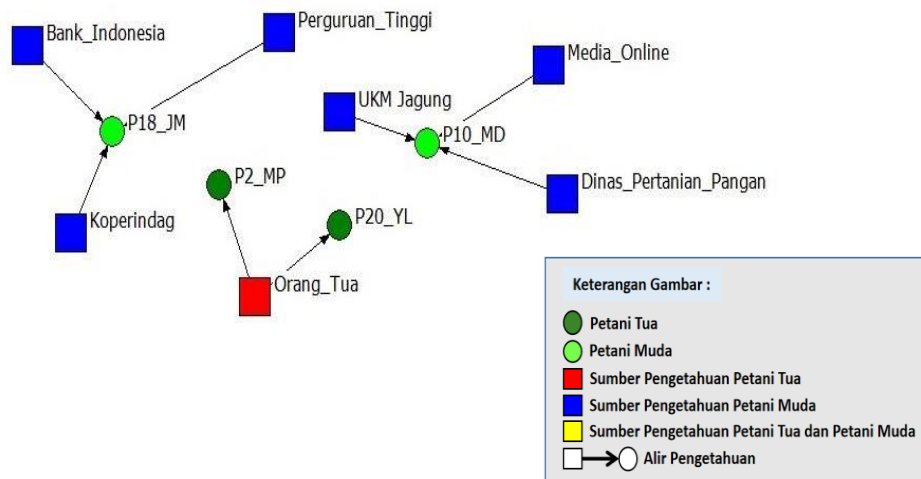 Bank_Indonesia
Perguruan_Tinggi
Media_Online
UKM Jagung
P18_JM
P10_MD
P2_MP
Dinas_Pertanian_Pangan
P20_YL
Koperindag
Orang_Tua
Keterangan Gambar :
Petani Tua
Petani Muda
Sumber Pengetahuan Petani Tua
Sumber Pengetahuan Petani Muda
Sumber Pengetahuan Petani Tua dan Petani Muda
Alir Pengetahuan